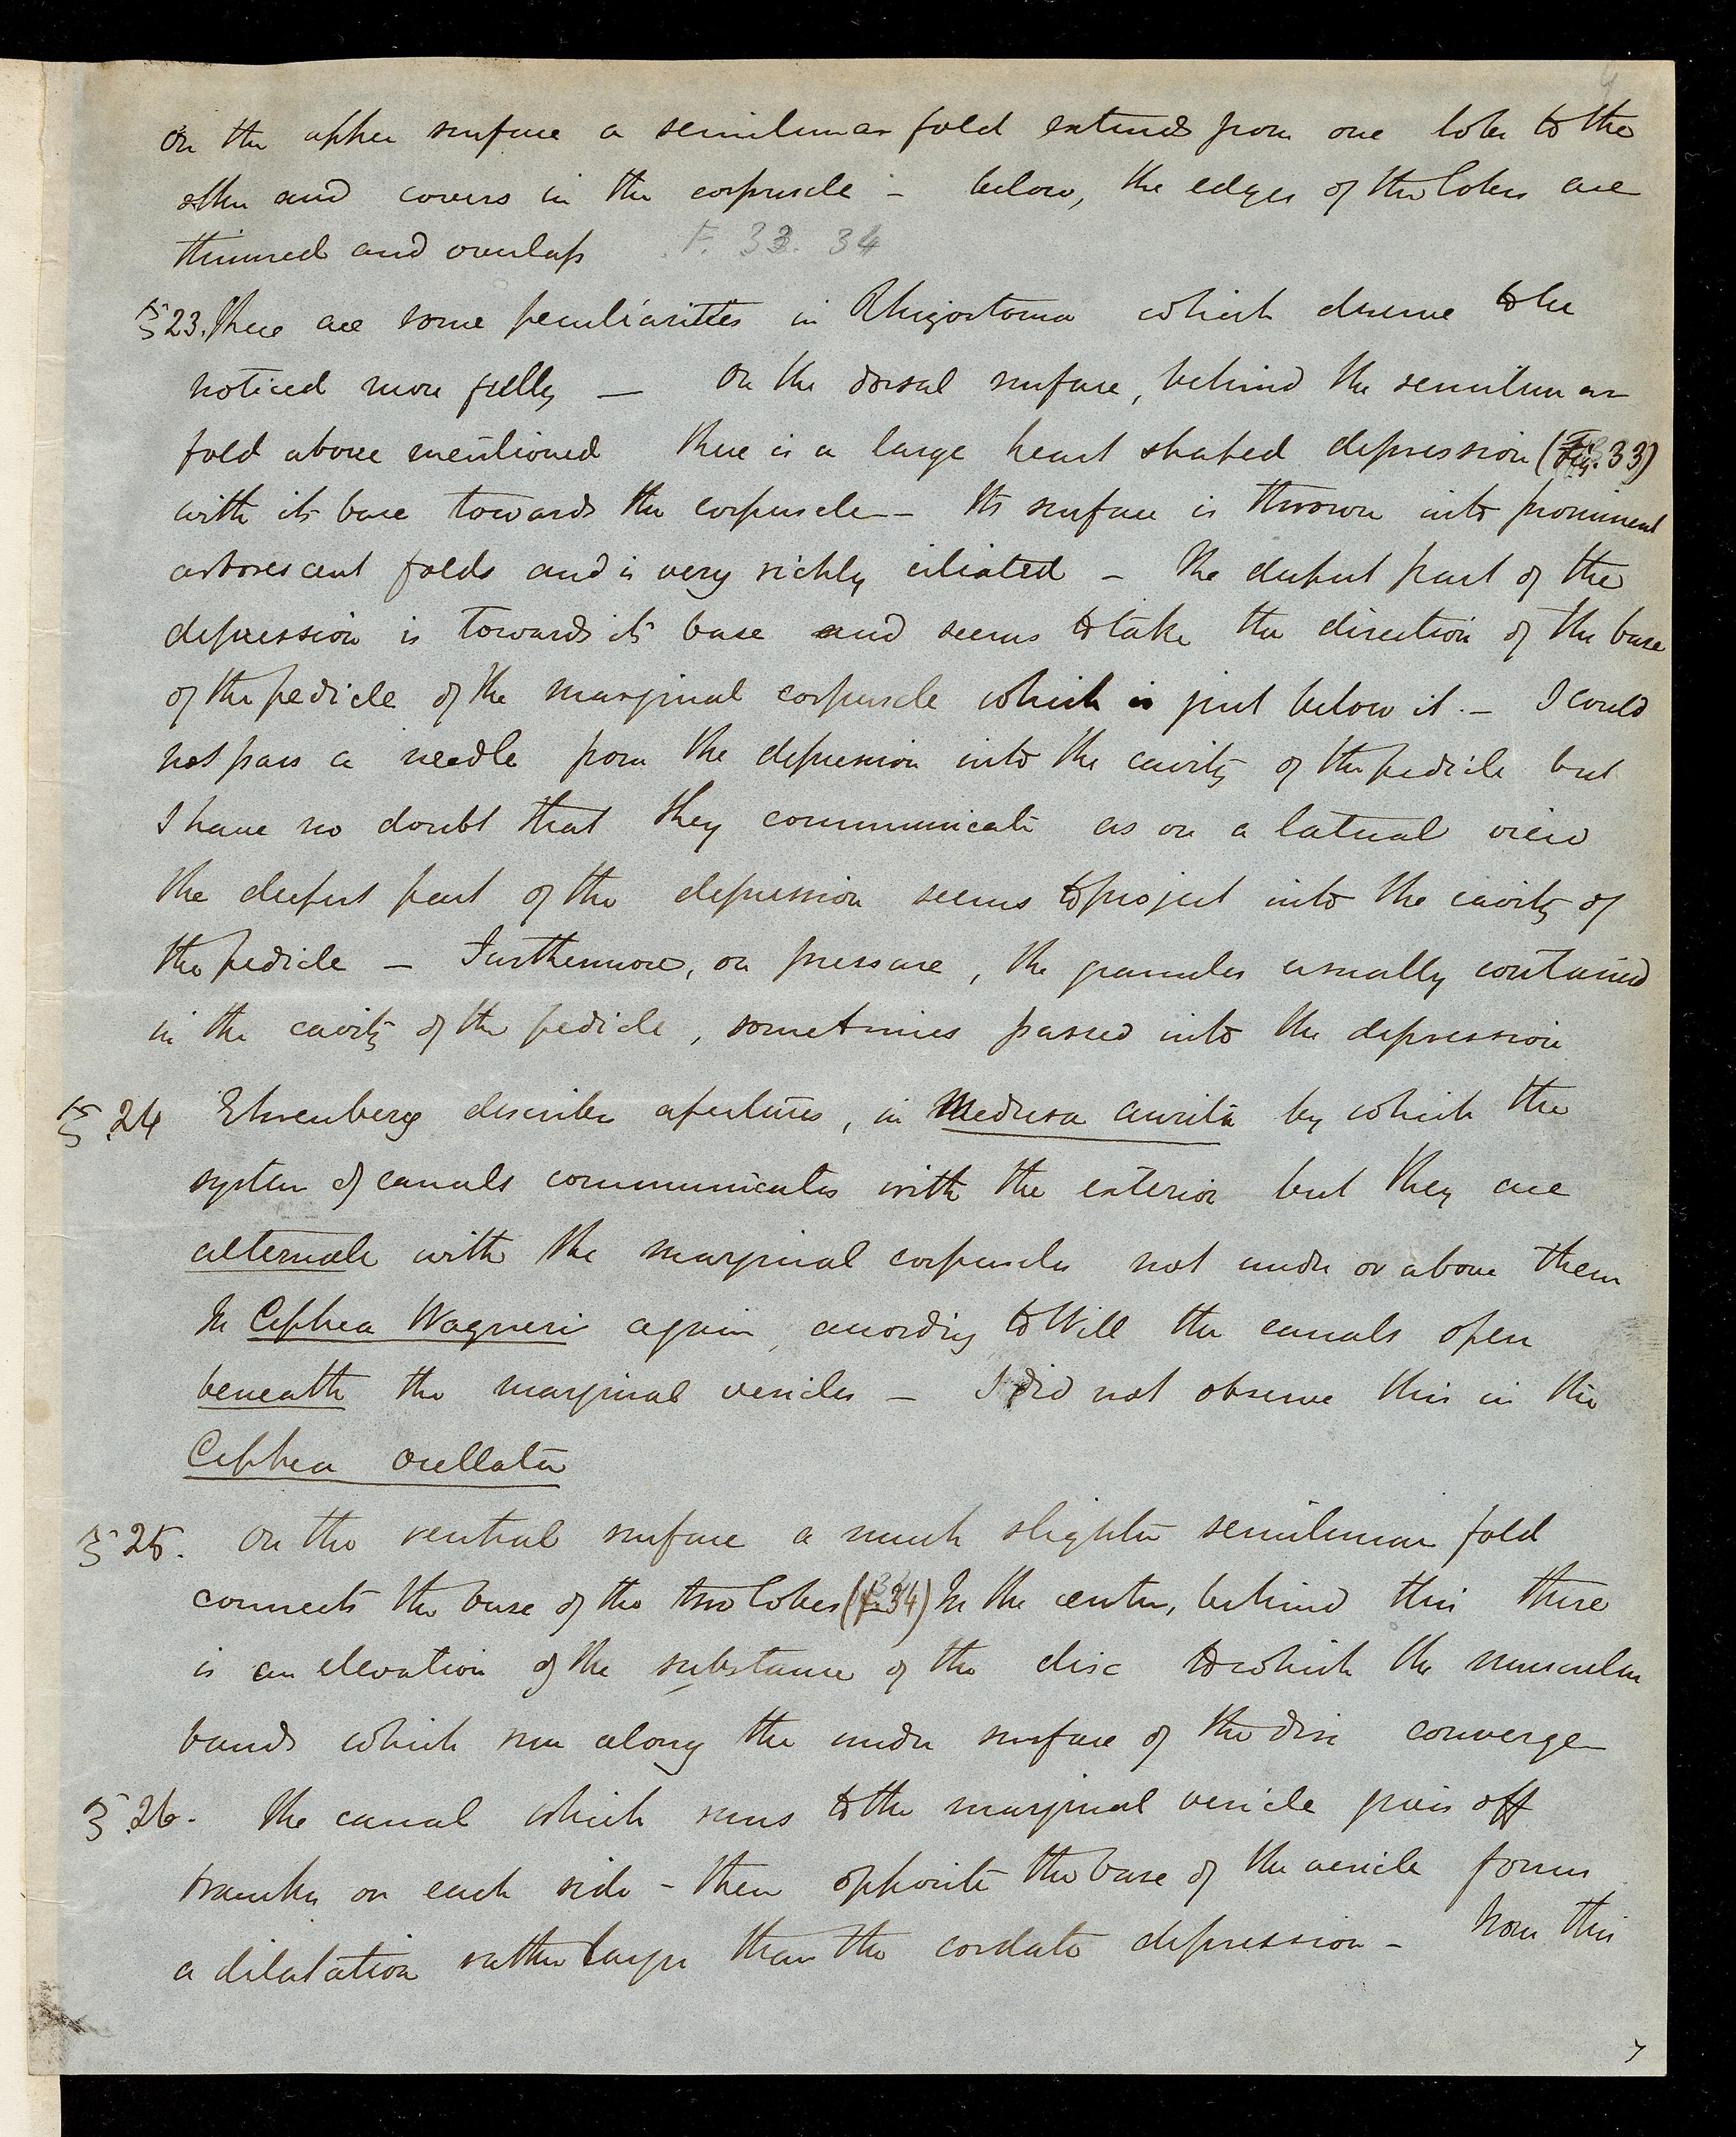 On the upper surface a semilunar fold extends from one lobe to the
other and covers in the corpuscle – below, the edges of the lobes are
thinned and overlap F. 33. 34
§ 23. There are some peculiarities in Rhizostoma which deserve to be
noticed more fully — On the dorsal surface, behind the semilunar
fold above mentioned there is a large heart shaped depression (Fig. 33)
with its base towards the corpuscle – Its surface is thrown into prominent
arborescent folds and is very richly ciliated – The deepest part of the
depression is towards its base and seems to take the direction of the base
of the pedicle of the marginal corpuscle which is just below it. – I could
not pass a needle from the depression into the cavity of the pedicle but
I have no doubt that they communicate as on a lateral view
the deepest part of the depression seems to project into the cavity of
the pedicle – Furthermore, on pressure, the granules usually contained
in the cavity of the pedicle, sometimes passed into the depression
§. 24 Ehrenberg describes apertures, in Medusa aurita by which the
system of canals communicates with the exterior but they are
alternate with the marginal corpuscles not under or above them
In Cephea Wagneri again, according to Will the canals open
beneath the marginal vesicles – I did not observe this in the
Cephea ocellata
§ 25. On the ventral surface a much slighter semilunar fold
connects the base of the two lobes (f. 34) In the center, behind this there
is an elevation of the substance of the disc to which the muscular
bands which run along the under surface of the disc converge
§. 26. The canal which runs to the marginal vesicle gives off
branches on each side – then opposite the base of the vesicle forms
a dilatation rather larger than the cordate depression – from this
7